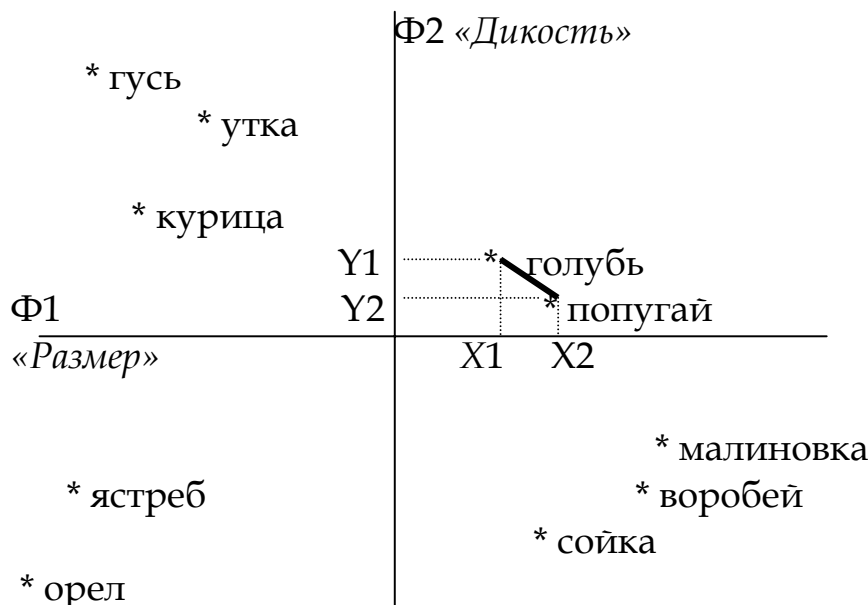 Ф2 «Дикость»
* гусь
* утка
* курица
Y1 * голубь
Ф1 Y2 * попугай
«Размер» X1 X2
* малиновка
* ястреб * воробей
* сойка
* орел